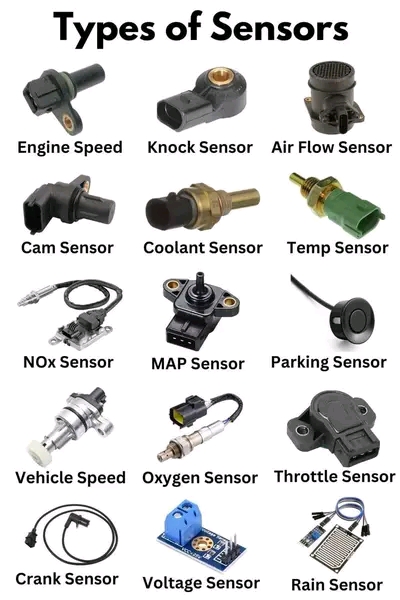 Types of Sensors
Engine Speed
Knock Sensor
Air Flow Sensor
Cam Sensor
Coolant Sensor
Temp Sensor
NOx Sensor
MAP Sensor
Parking Sensor
Vehicle Speed
Oxygen Sensor
Throttle Sensor
Crank Sensor
Voltage Sensor
Rain Sensor